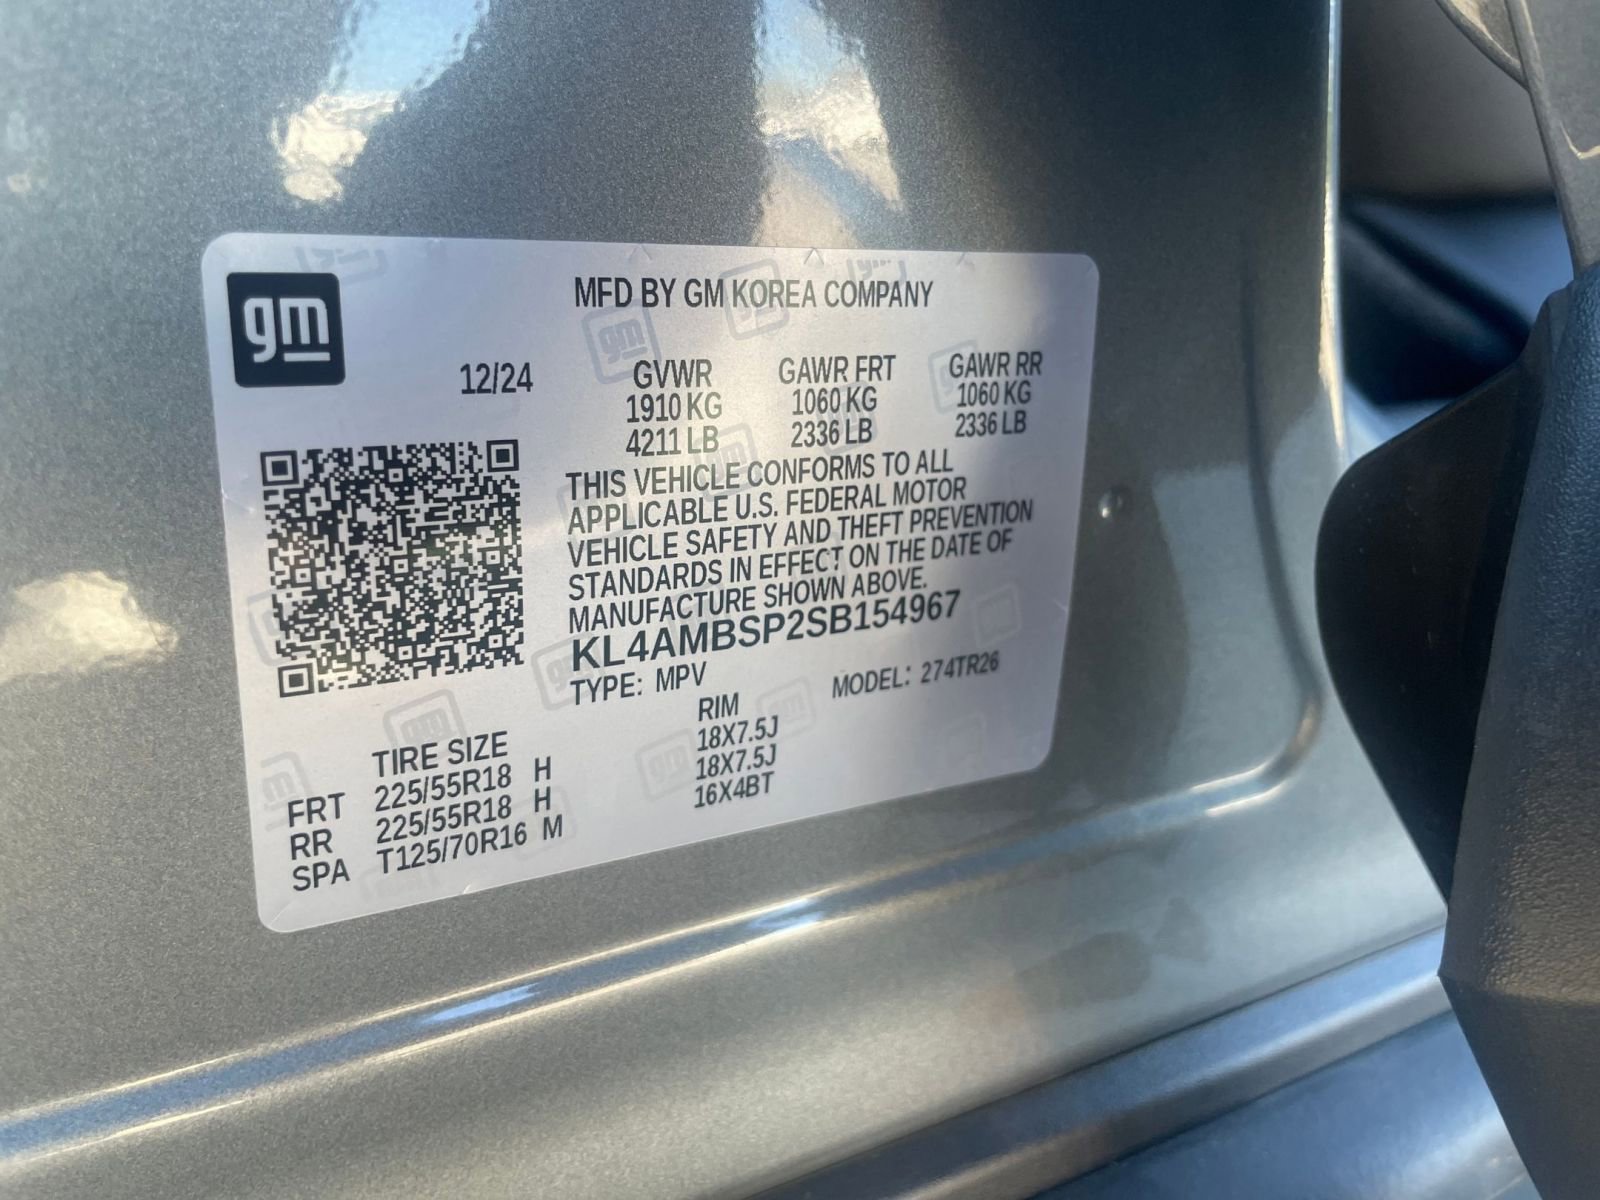 gm
MFD BY GM KOREA COMPANY
12/24 GVWR GAWR FRT GAWR RR
1910 KG 1060 KG 1060 KG
4211 LB 2336 LB 2336 LB
THIS VEHICLE CONFORMS TO ALL
APPLICABLE U.S. FEDERAL MOTOR
VEHICLE SAFETY AND THEFT PREVENTION
STANDARDS IN EFFECT ON THE DATE OF
MANUFACTURE SHOWN ABOVE.
KL4AMBSP2SB154967
TYPE: MPV MODEL: 274TR26
TIRE SIZE RIM
FRT 225/55R18 H 18X7.5J
RR 225/55R18 H 18X7.5J
SPA T125/70R16 M 16X4BT